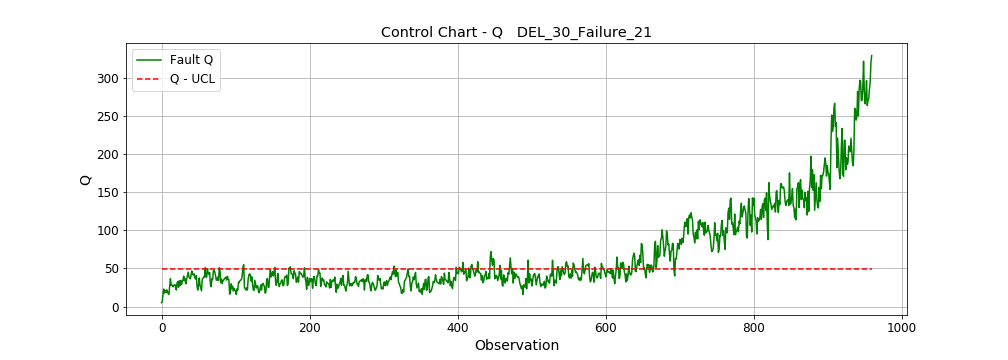 Control Chart - Q   DEL_30_Failure_21
Fault Q
Q - UCL
300
250
200
150
100
50
0
Q
0 200 400 600 800 1000
Observation